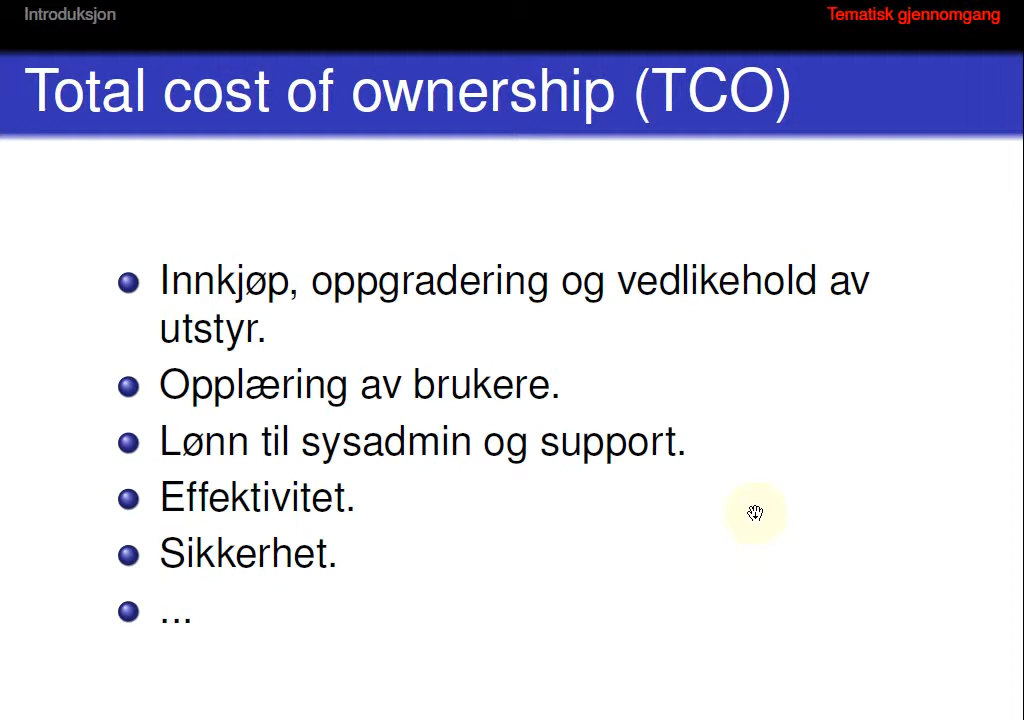 Introduksjon
Tematisk gjennomgang
Total cost of ownership (TCO)
Innkjøp, oppgradering og vedlikehold av
utstyr.
Opplæring av brukere.
Lønn til sysadmin og support.
Effektivitet.
Sikkerhet.
...